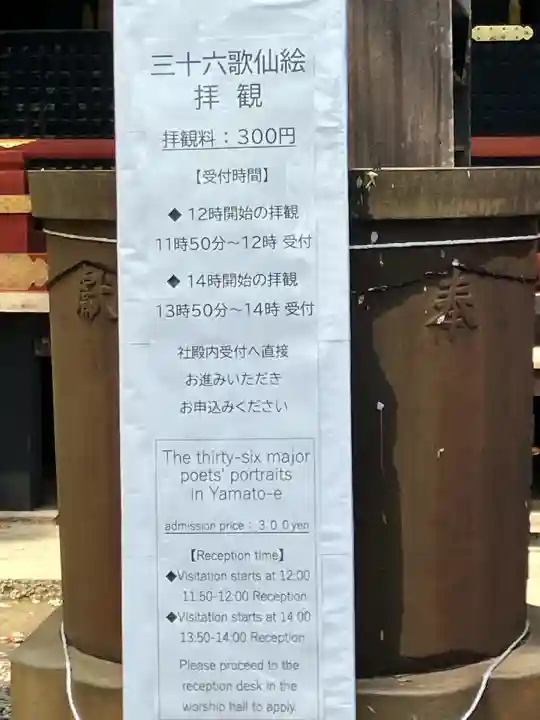 三十六歌仙絵
拝 観
拝観料：300円
【受付時間】
◆ 12時開始の拝観
11時50分～12時 受付
◆ 14時開始の拝観
13時50分～14時 受付
社殿内受付へ直接
お進みいただき
お申込みください
The thirty-six major
poets' portraits
in Yamato-e
admission price：３００yen
【Reception time】
◆Visitation starts at 12:00
11:50-12:00 Reception
◆Visitation starts at 14:00
13:50-14:00 Reception
Please proceed to the
reception desk in the
worship hall to apply.
献
奉